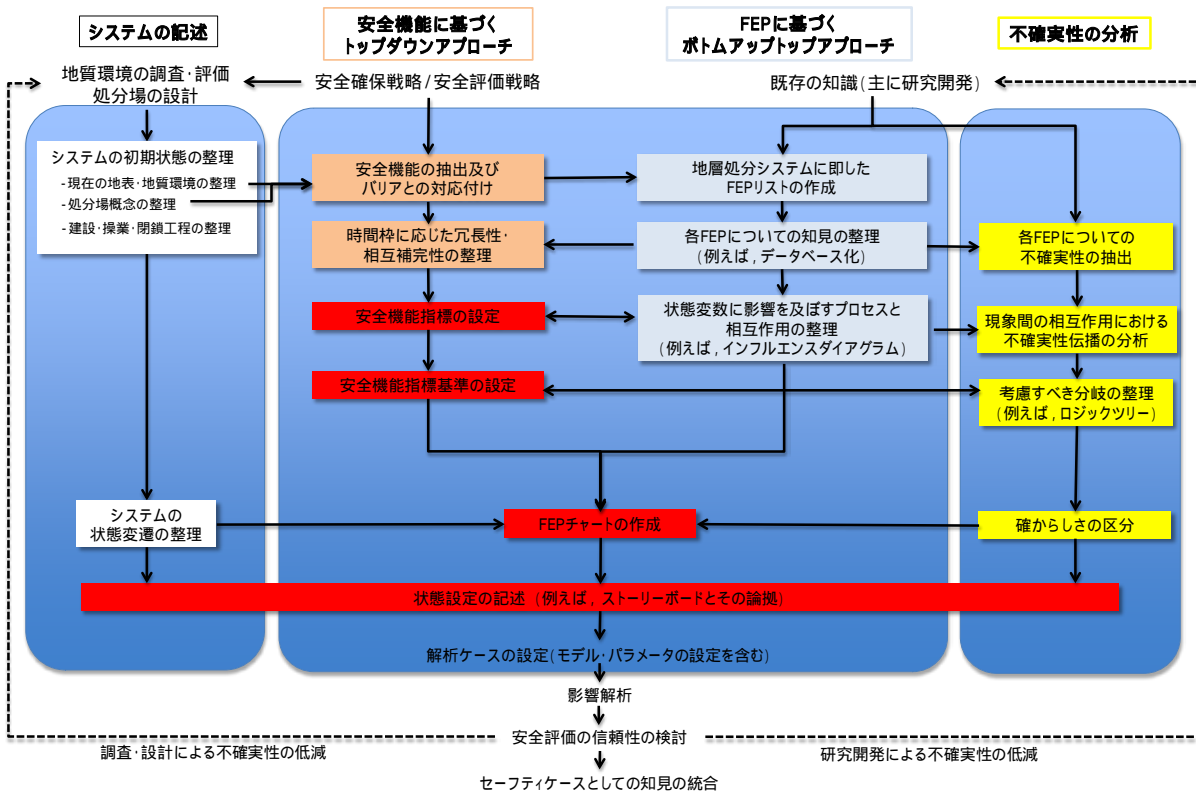 システムの記述
安全機能に基づく
トップダウンアプローチ
FEPに基づく
ボトムアップトップアプローチ
不確実性の分析
地質環境の調査・評価
処分場の設計
安全確保戦略/安全評価戦略
既存の知識(主に研究開発)
システムの初期状態の整理
-現在の地表・地質環境の整理
-処分場概念の整理
-建設・操業・閉鎖工程の整理
安全機能の抽出及び
バリアとの対応付け
地層処分システムに即した
FEPリストの作成
時間枠に応じた冗長性・
相互補完性の整理
各FEPについての知見の整理
(例えば,データベース化)
各FEPについての
不確実性の抽出
安全機能指標の設定
状態変数に影響を及ぼすプロセスと
相互作用の整理
(例えば,インフルエンスダイアグラム)
現象間の相互作用における
不確実性伝播の分析
安全機能指標基準の設定
考慮すべき分岐の整理
(例えば,ロジックツリー)
システムの
状態変遷の整理
FEPチャートの作成
確からしさの区分
状態設定の記述 (例えば,ストーリーボードとその論拠)
解析ケースの設定(モデル・パラメータの設定を含む)
影響解析
安全評価の信頼性の検討
調査・設計による不確実性の低減
研究開発による不確実性の低減
セーフティケースとしての知見の統合